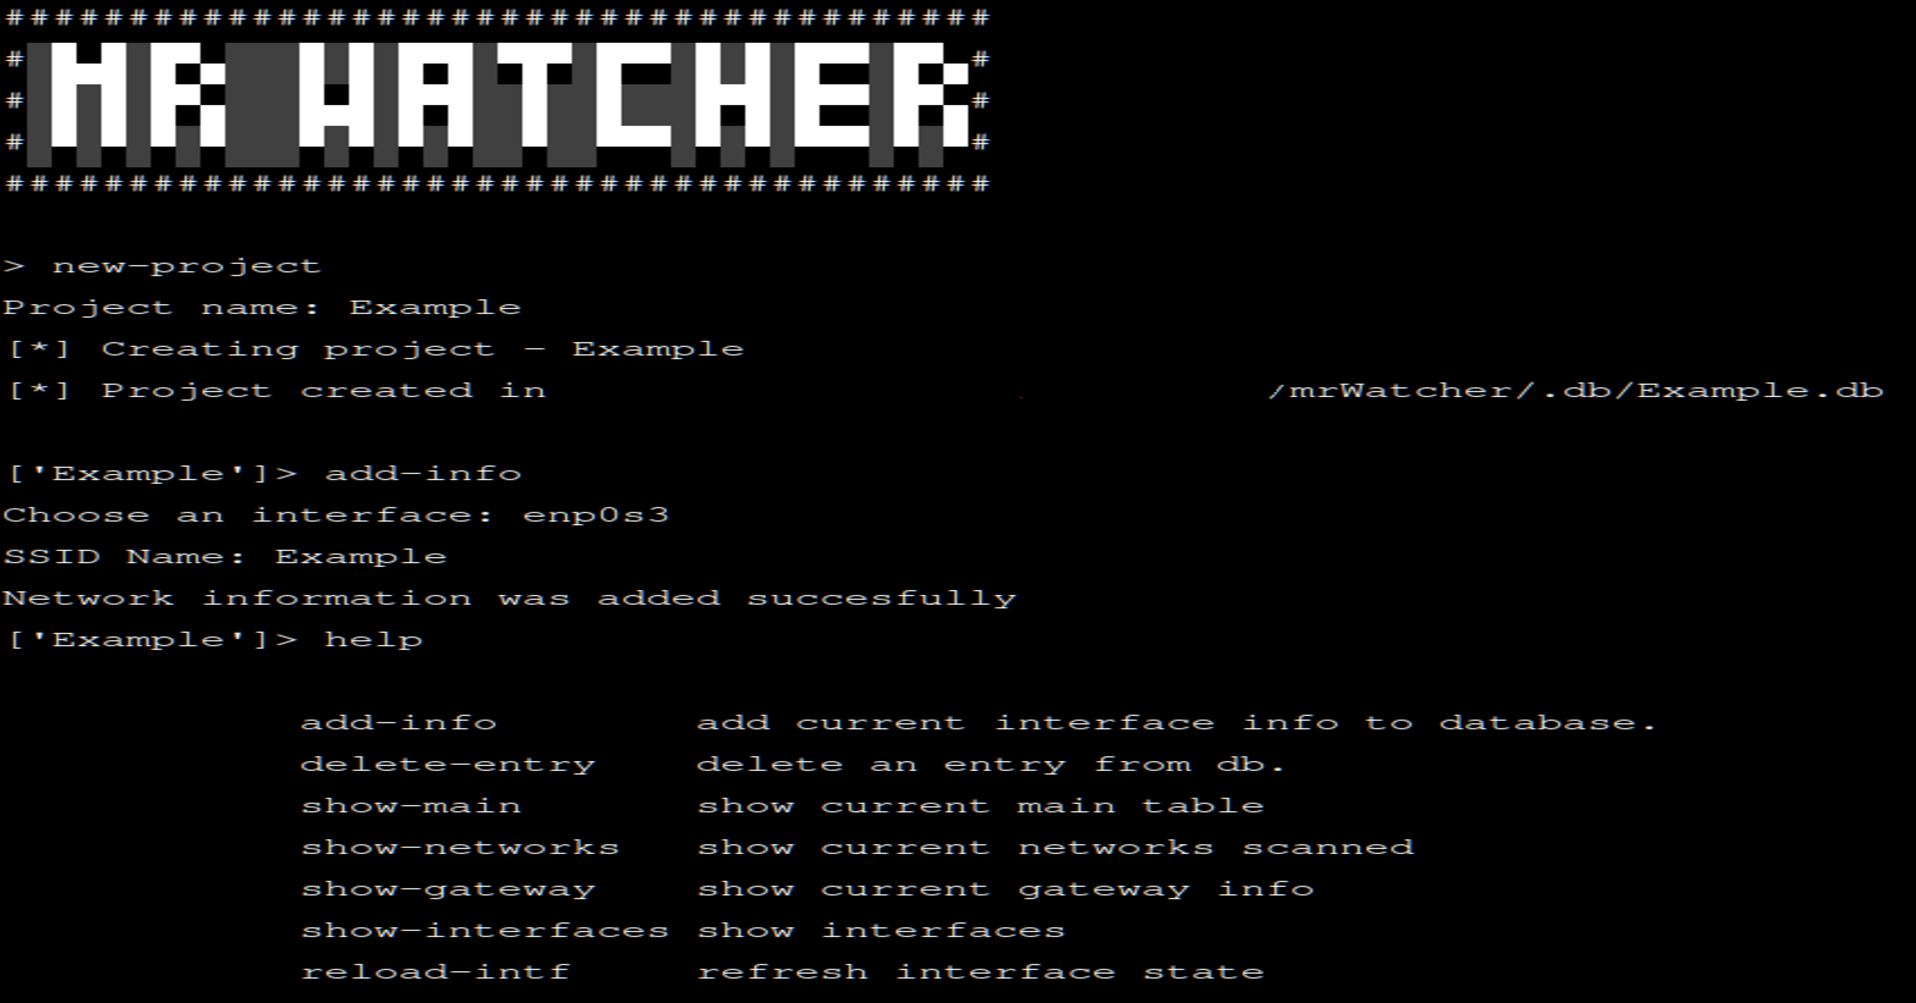 ########################################
# MR WATCHER #
#
#
#
#
########################################
> new-project
Project name: Example
[*] Creating project - Example
[*] Project created in /mrWatcher/.db/Example.db
['Example']> add-info
Choose an interface: enp0s3
SSID Name: Example
Network information was added succesfully
['Example']> help
add-info add current interface info to database.
delete-entry delete an entry from db.
show-main show current main table
show-networks show current networks scanned
show-gateway show current gateway info
show-interfaces show interfaces
reload-intf refresh interface state